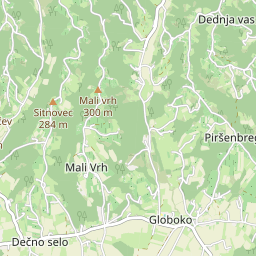 Dednja vas
Mali vrh
300 m
Sitnovec
284 m
Piršenbreg
Mali Vrh
Globoko
Dečno selo